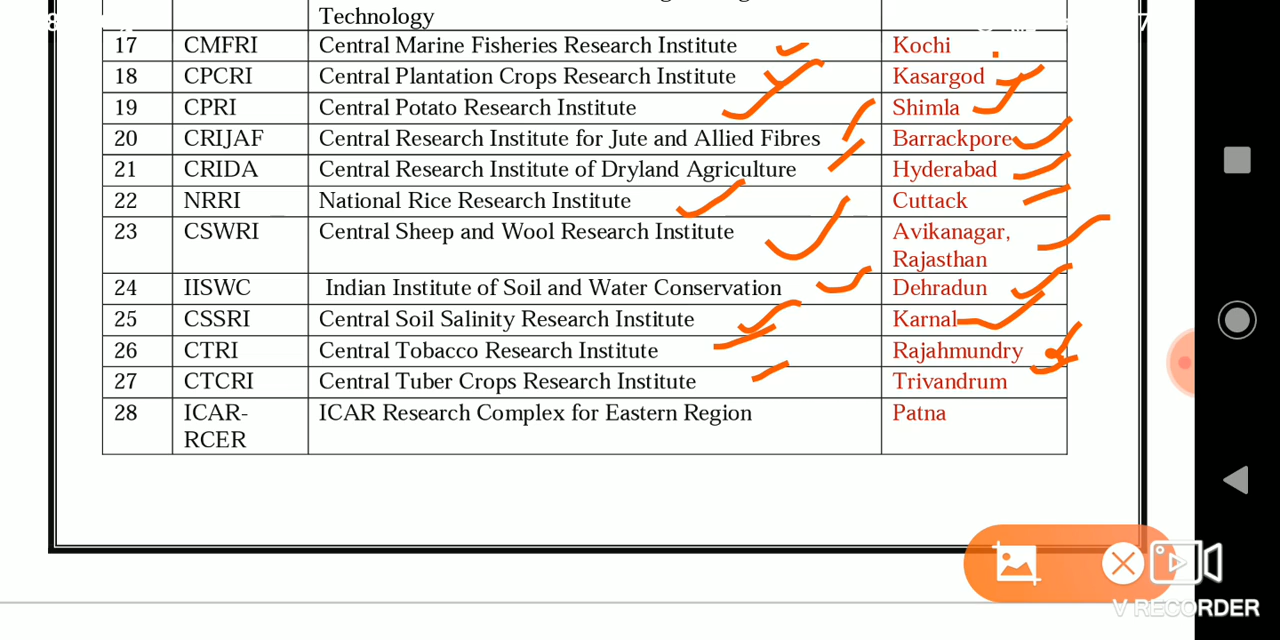 Technology
17 CMFRI Central Marine Fisheries Research Institute Kochi
18 CPCRI Central Plantation Crops Research Institute Kasargod
19 CPRI Central Potato Research Institute Shimla
20 CRIJAF Central Research Institute for Jute and Allied Fibres Barrackpore
21 CRIDA Central Research Institute of Dryland Agriculture Hyderabad
22 NRRI National Rice Research Institute Cuttack
23 CSWRI Central Sheep and Wool Research Institute Avikanagar,
Rajasthan
24 IISWC Indian Institute of Soil and Water Conservation Dehradun
25 CSSRI Central Soil Salinity Research Institute Karnal
26 CTRI Central Tobacco Research Institute Rajahmundry
27 CTCRI Central Tuber Crops Research Institute Trivandrum
28 ICAR- ICAR Research Complex for Eastern Region Patna
RCER
V RECORDER